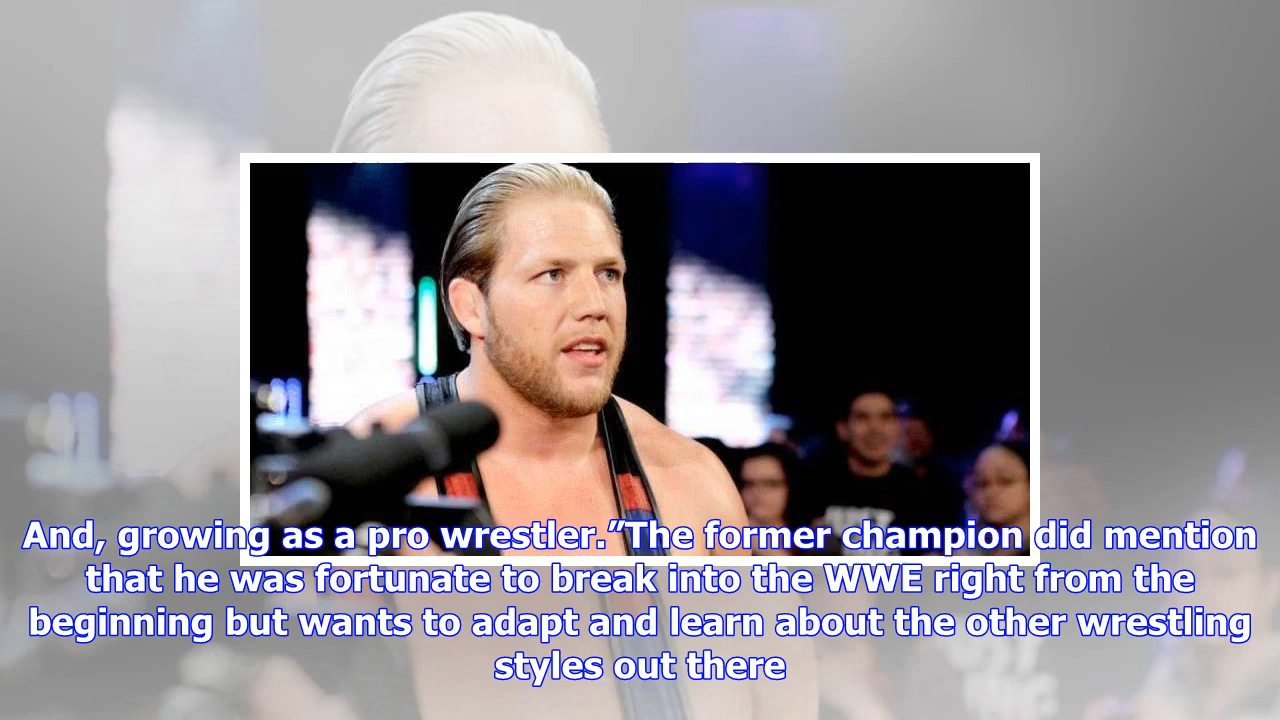 And, growing as a pro wrestler.”The former champion did mention
that he was fortunate to break into the WWE right from the
beginning but wants to adapt and learn about the other wrestling
styles out there